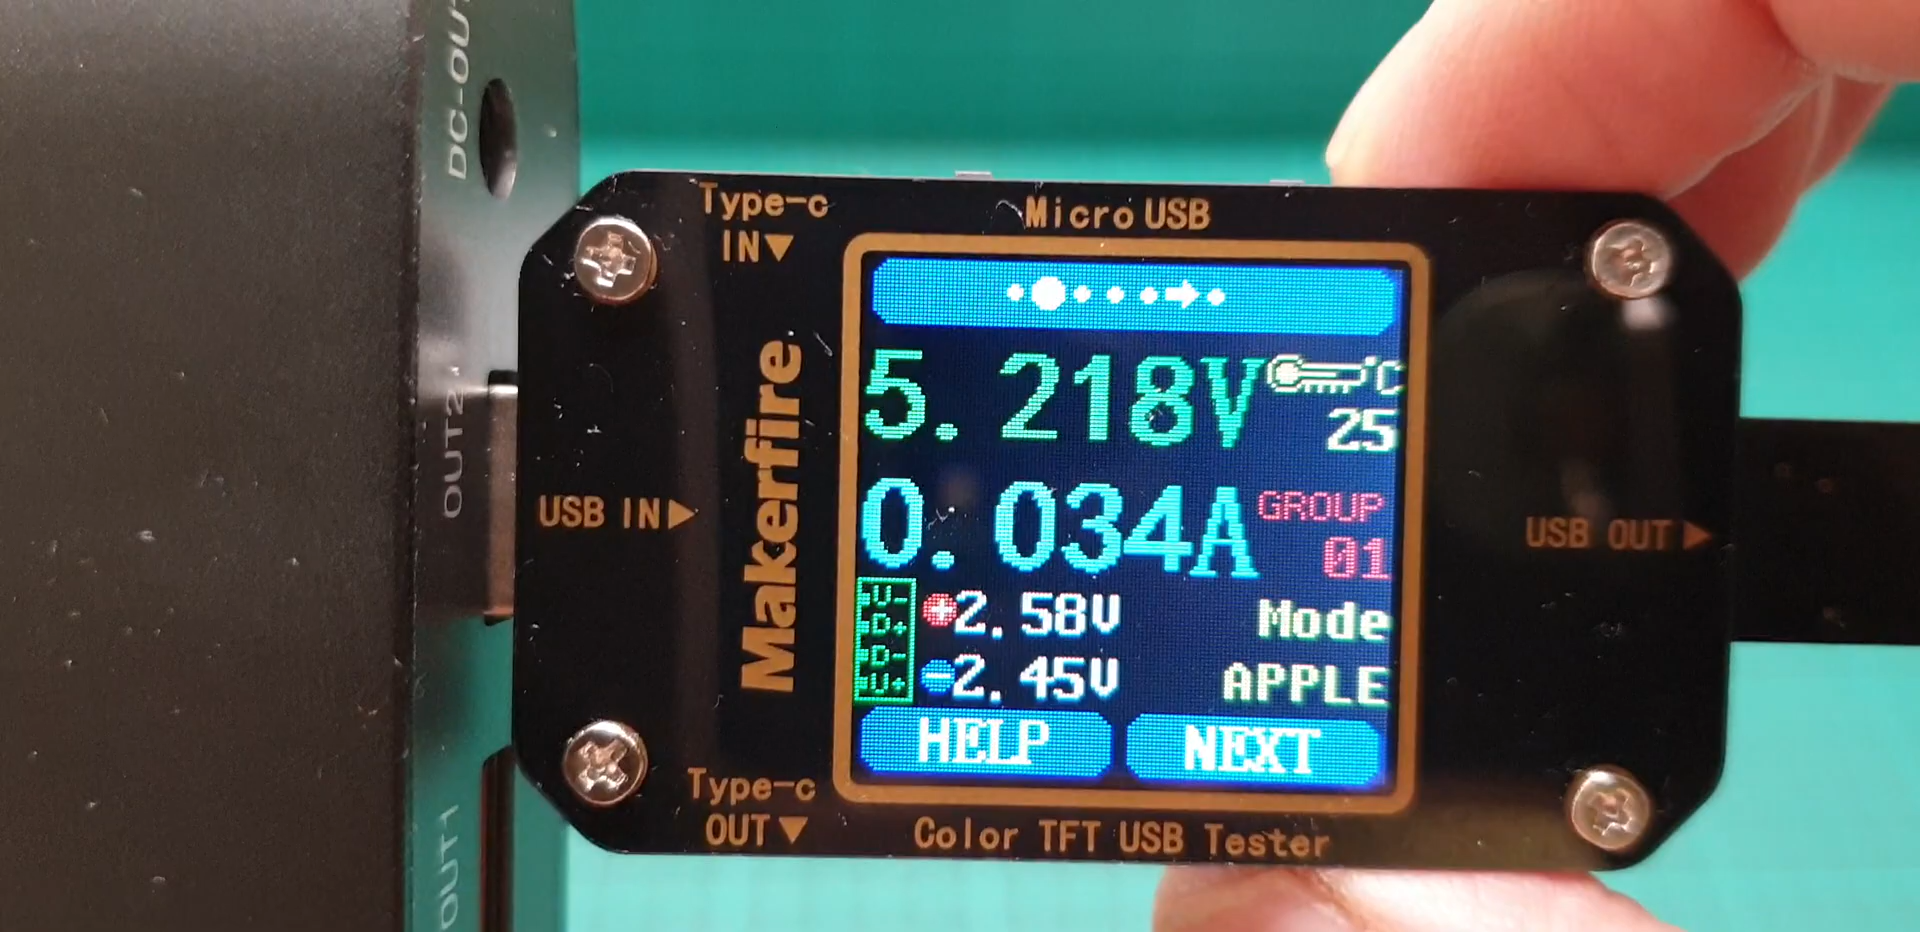 DC-OUT
OUT2
OUT1
Type-c
IN▼
Micro USB
USB IN▶
Makerfire
5.218V
°C
25
0.034A
GROUP
01
V- D+ D- V+
+2.58V
Mode
-2.45V
APPLE
HELP
NEXT
USB OUT▶
Type-c
OUT▼
Color TFT USB Tester